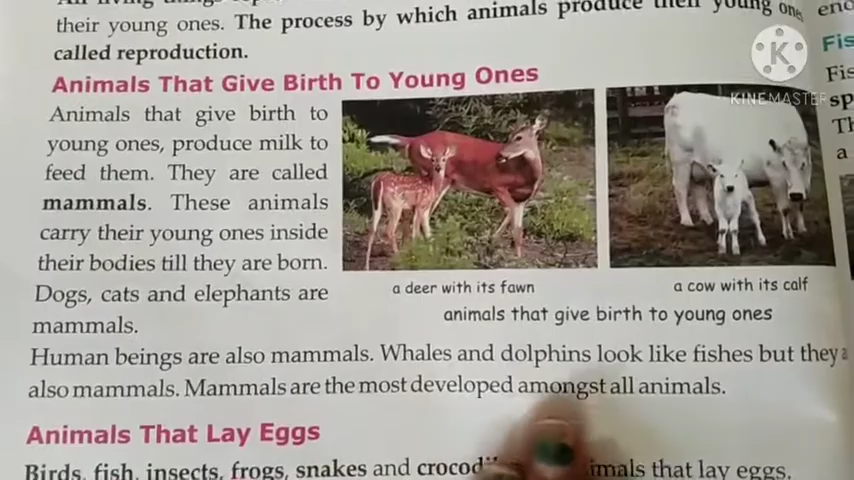 their young ones. The process by which animals produce their young ones
called reproduction.
Animals That Give Birth To Young Ones
Animals that give birth to
young ones, produce milk to
feed them. They are called
mammals. These animals
carry their young ones inside
their bodies till they are born.
Dogs, cats and elephants are
mammals.
a deer with its fawn
a cow with its calf
animals that give birth to young ones
Human beings are also mammals. Whales and dolphins look like fishes but they a
also mammals. Mammals are the most developed amongst all animals.
Animals That Lay Eggs
Birds, fish, insects, frogs, snakes and crocod imals that lay eggs.
Fis
Fis
sp
Th
a
K
KINEMASTER